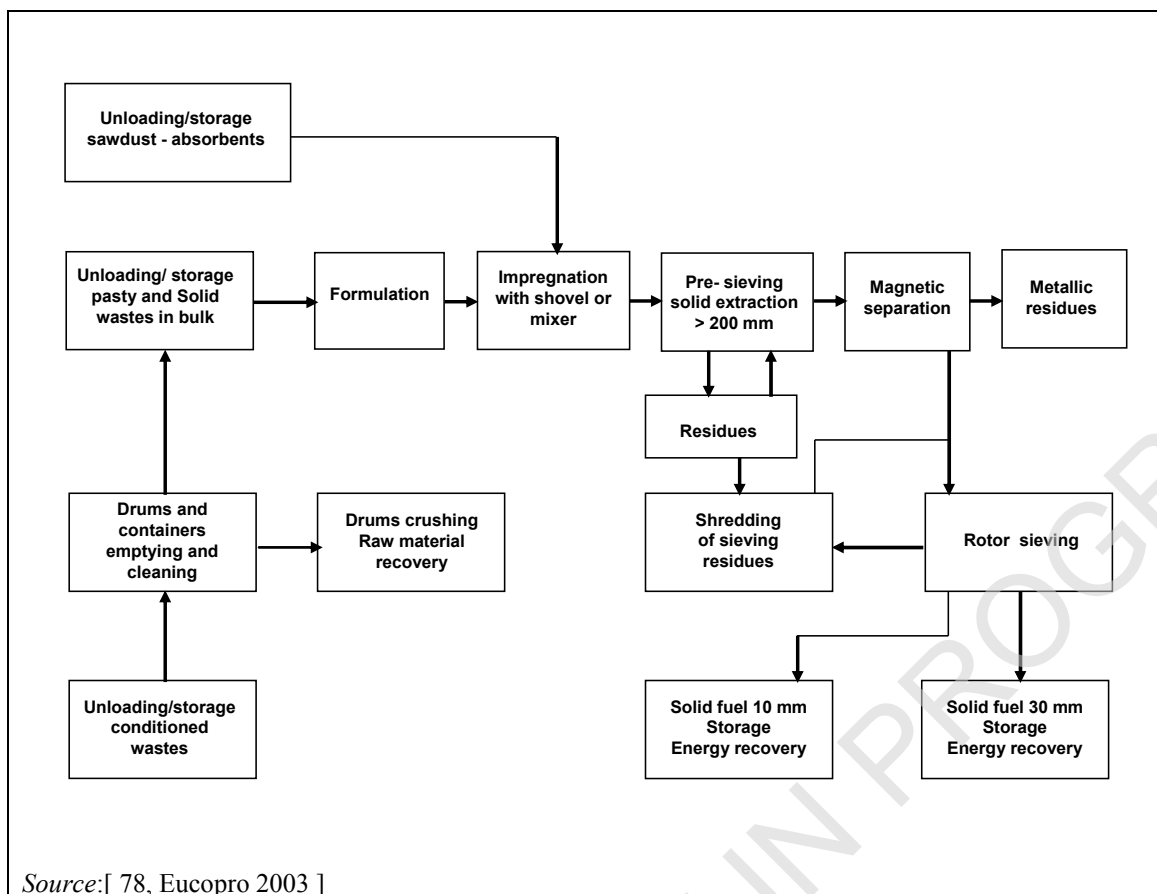 Unloading/storage
sawdust - absorbents
Unloading/ storage
pasty and Solid
wastes in bulk
Formulation
Impregnation
with shovel or
mixer
Pre- sieving
solid extraction
> 200 mm
Magnetic
separation
Metallic
residues
Residues
Drums and
containers
emptying and
cleaning
Drums crushing
Raw material
recovery
Shredding
of sieving
residues
Rotor sieving
Unloading/storage
conditioned
wastes
Solid fuel 10 mm
Storage
Energy recovery
Solid fuel 30 mm
Storage
Energy recovery
IN PROGR
Source:[ 78, Eucopro 2003 ]